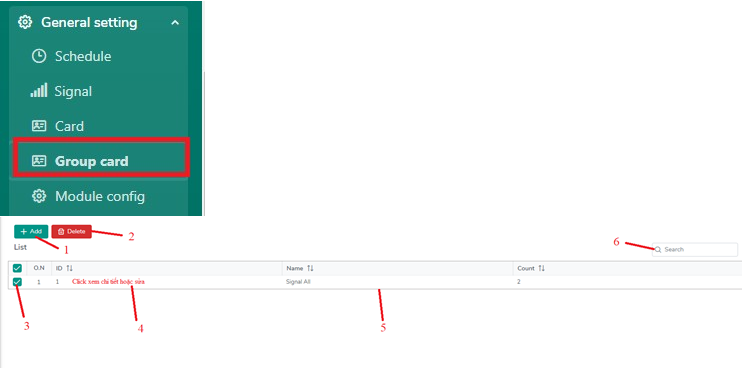 General setting
Schedule
Signal
Card
Group card
Module config
+ Add Delete
1 2
List
6 Search
O.N ID Name Count
1 1 Click xem chi tiết hoặc sửa Signal All 2
3 4 5